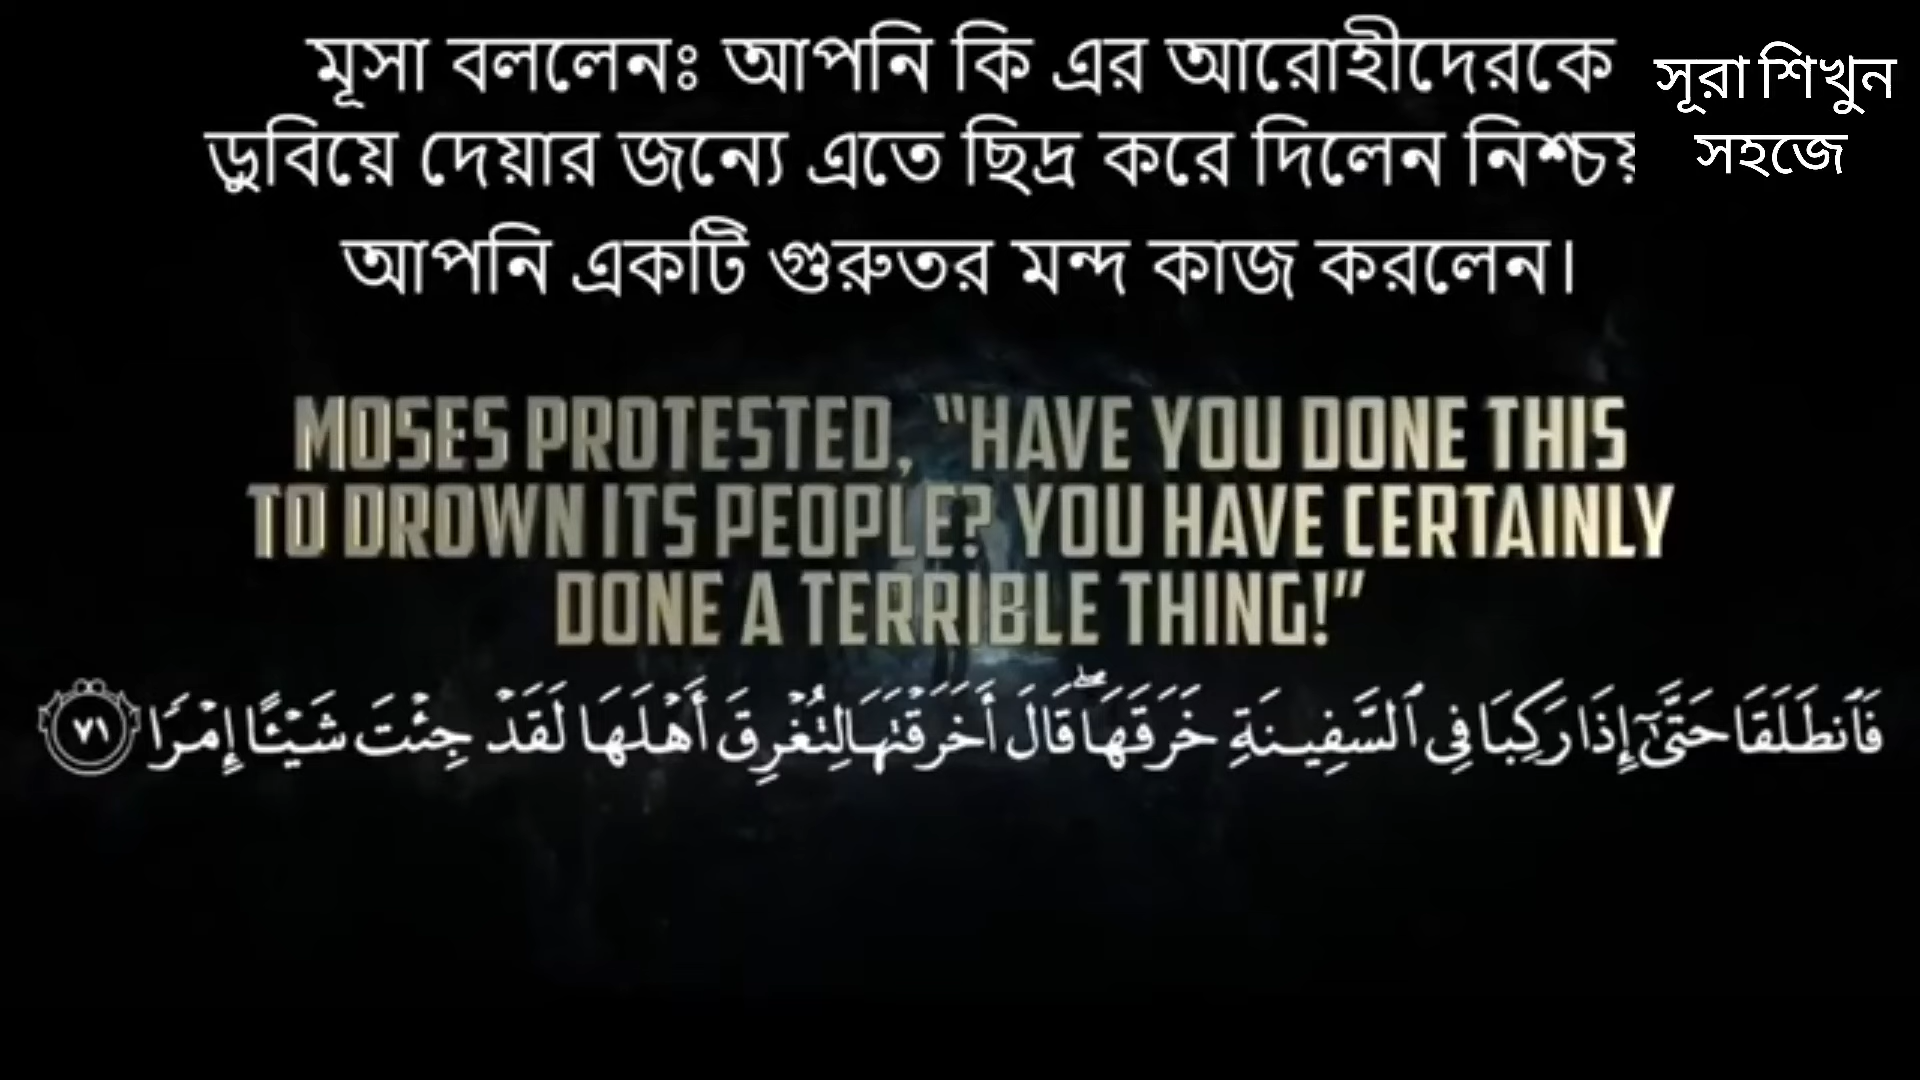 মূসা বললেনঃ আপনি কি এর আরোহীদেরকে
ডুবিয়ে দেয়ার জন্যে এতে ছিদ্র করে দিলেন নিশ্চয়
আপনি একটি গুরুতর মন্দ কাজ করলেন।
সূরা শিখুন
সহজে
MOSES PROTESTED, “HAVE YOU DONE THIS
TO DROWN ITS PEOPLE? YOU HAVE CERTAINLY
DONE A TERRIBLE THING!”
فَٱنطَلَقَا حَتَّىٰٓ إِذَا رَكِبَا فِى ٱلسَّفِينَةِ خَرَقَهَا ۖ قَالَ أَخَرَقْتَهَا لِتُغْرِقَ أَهْلَهَا لَقَدْ جِئْتَ شَيْـًٔا إِمْرًا ٧١